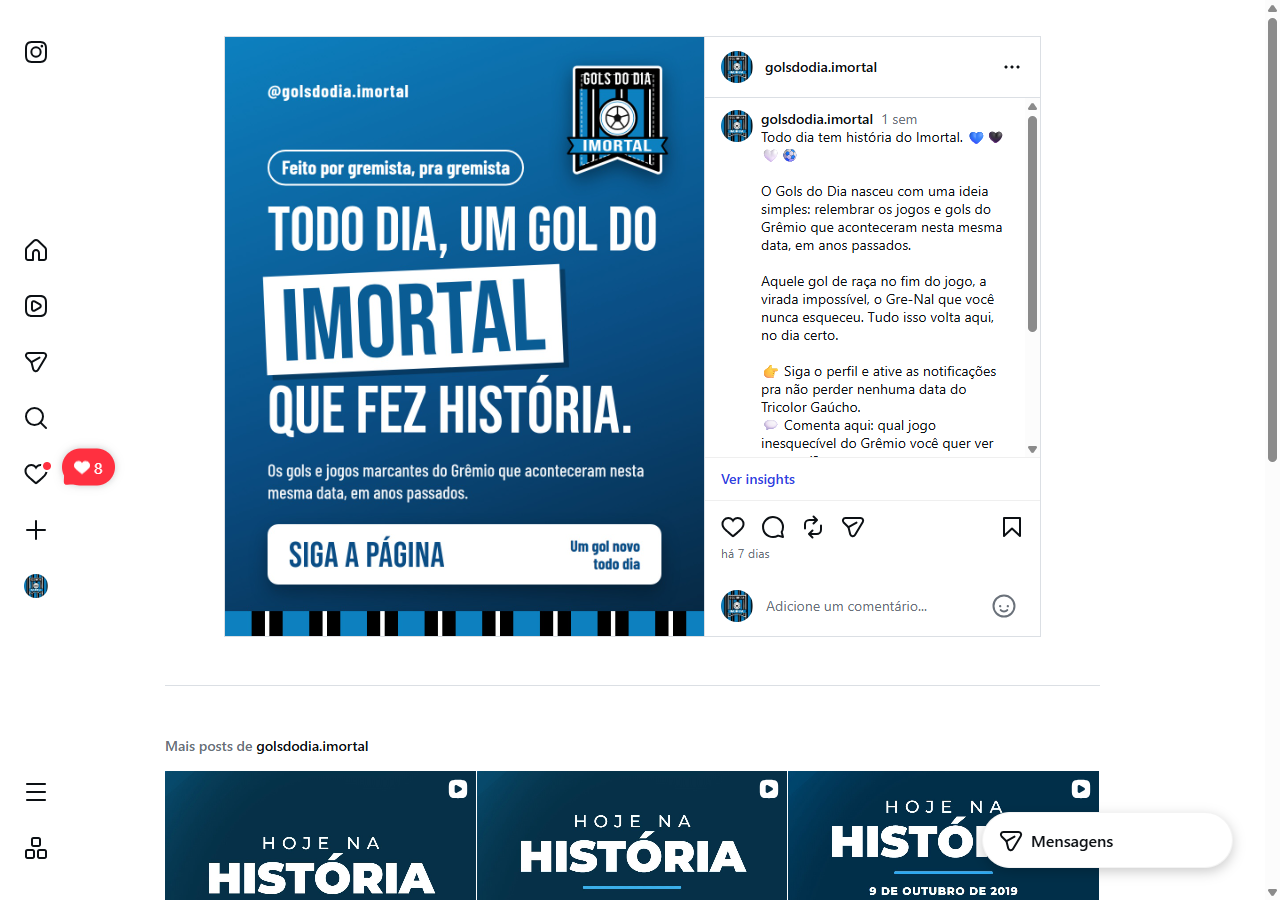 @golsdodia.imortal
GOLS DO DIA
IMORTAL
Feito por gremista, pra gremista
TODO DIA, UM GOL DO
IMORTAL
QUE FEZ HISTÓRIA.
Os gols e jogos marcantes do Grêmio que aconteceram nesta
mesma data, em anos passados.
SIGA A PÁGINA
Um gol novo
todo dia
golsdodia.imortal
golsdodia.imortal 1 sem
Todo dia tem história do Imortal. 💙 🖤
🤍 ⚽
O Gols do Dia nasceu com uma ideia
simples: relembrar os jogos e gols do
Grêmio que aconteceram nesta mesma
data, em anos passados.
Aquele gol de raça no fim do jogo, a
virada impossível, o Gre-Nal que você
nunca esqueceu. Tudo isso volta aqui,
no dia certo.
👉 Siga o perfil e ative as notificações
pra não perder nenhuma data do
Tricolor Gaúcho.
💬 Comenta aqui: qual jogo
inesquecível do Grêmio você quer ver
Ver insights
há 7 dias
Adicione um comentário...
8
Mais posts de golsdodia.imortal
HOJE NA
HISTÓRIA
HOJE NA
HISTÓRIA
HOJE NA
HISTÓ
9 DE OUTUBRO DE 2019
Mensagens